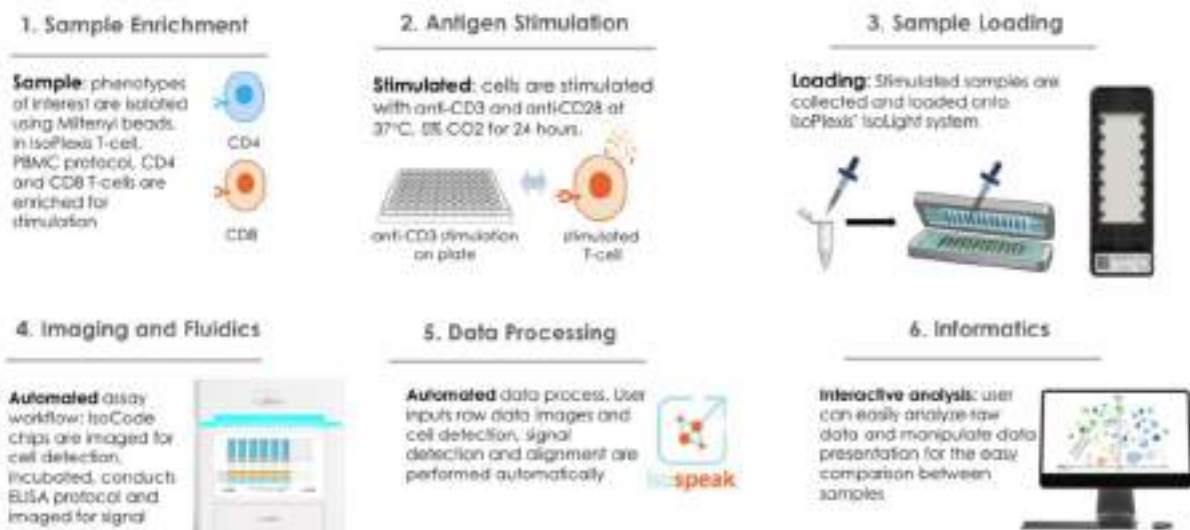 1. Sample Enrichment
Sample: phenotypes
of interest are isolated
using Miltenyi beads.
In IsoPlexis T-cell,
PBMC protocol, CD4
and CD8 T-cells are
enriched for
stimulation
CD4
CD8
2. Antigen Stimulation
Stimulated: cells are stimulated
with anti-CD3 and anti-CD28 at
37°C, 5% CO2 for 24 hours.
anti-CD3 stimulation
on plate
stimulated
T-cell
3. Sample Loading
Loading: Stimulated samples are
collected and loaded onto
IsoPlexis' IsoLight system
4. Imaging and Fluidics
Automated assay
workflow: IsoCode
chips are imaged for
cell detection,
incubated, conducts
ELISA protocol and
imaged for signal
5. Data Processing
Automated data process. User
inputs raw data images and
cell detection, signal
detection and alignment are
performed automatically
isospeak
6. Informatics
Interactive analysis: user
can easily analyze raw
data and manipulate data
presentation for the easy
comparison between
samples